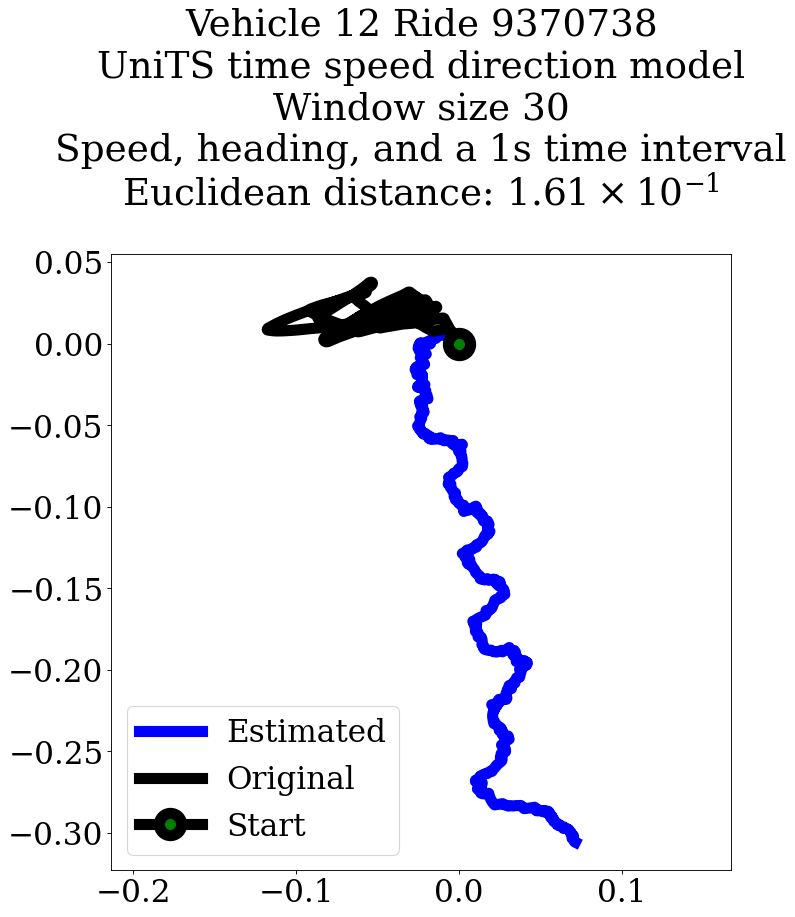 Vehicle 12 Ride 9370738
UniTS time speed direction model
Window size 30
Speed, heading, and a 1s time interval
Euclidean distance: 1.61 × 10⁻¹
0.05
0.00
−0.05
−0.10
−0.15
−0.20
−0.25
−0.30
Estimated
Original
Start
−0.2 −0.1 0.0 0.1